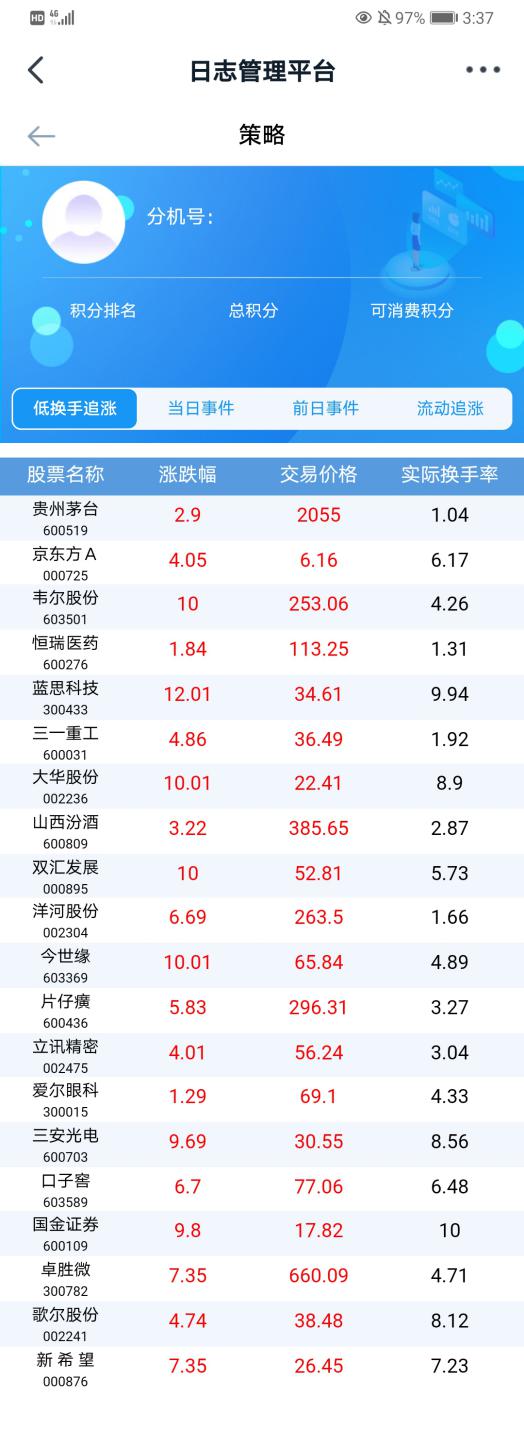 HD 4G 97% 3:37
日志管理平台
策略
分机号：
积分排名 总积分 可消费积分
低换手追涨 当日事件 前日事件 流动追涨
股票名称 涨跌幅 交易价格 实际换手率
贵州茅台 2.9 2055 1.04
600519
京东方A 4.05 6.16 6.17
000725
韦尔股份 10 253.06 4.26
603501
恒瑞医药 1.84 113.25 1.31
600276
蓝思科技 12.01 34.61 9.94
300433
三一重工 4.86 36.49 1.92
600031
大华股份 10.01 22.41 8.9
002236
山西汾酒 3.22 385.65 2.87
600809
双汇发展 10 52.81 5.73
000895
洋河股份 6.69 263.5 1.66
002304
今世缘 10.01 65.84 4.89
603369
片仔癀 5.83 296.31 3.27
600436
立讯精密 4.01 56.24 3.04
002475
爱尔眼科 1.29 69.1 4.33
300015
三安光电 9.69 30.55 8.56
600703
口子窖 6.7 77.06 6.48
603589
国金证券 9.8 17.82 10
600109
卓胜微 7.35 660.09 4.71
300782
歌尔股份 4.74 38.48 8.12
002241
新 希 望 7.35 26.45 7.23
000876